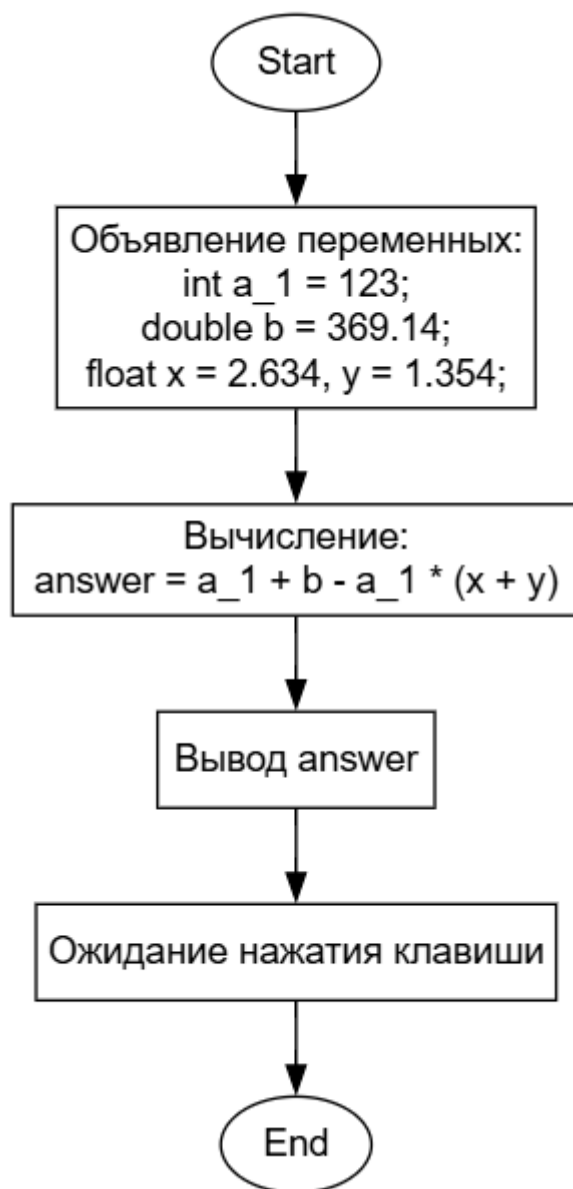 Start
Объявление переменных:
int a_1 = 123;
double b = 369.14;
float x = 2.634, y = 1.354;
Вычисление:
answer = a_1 + b - a_1 * (x + y)
Вывод answer
Ожидание нажатия клавиши
End